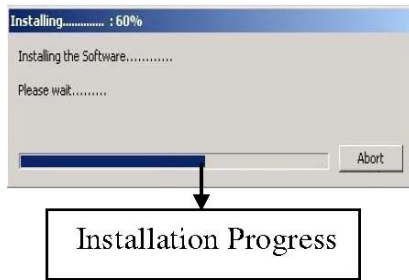 Installing.............. : 60%
Installing the Software............
Please wait.........
Abort
Installation Progress